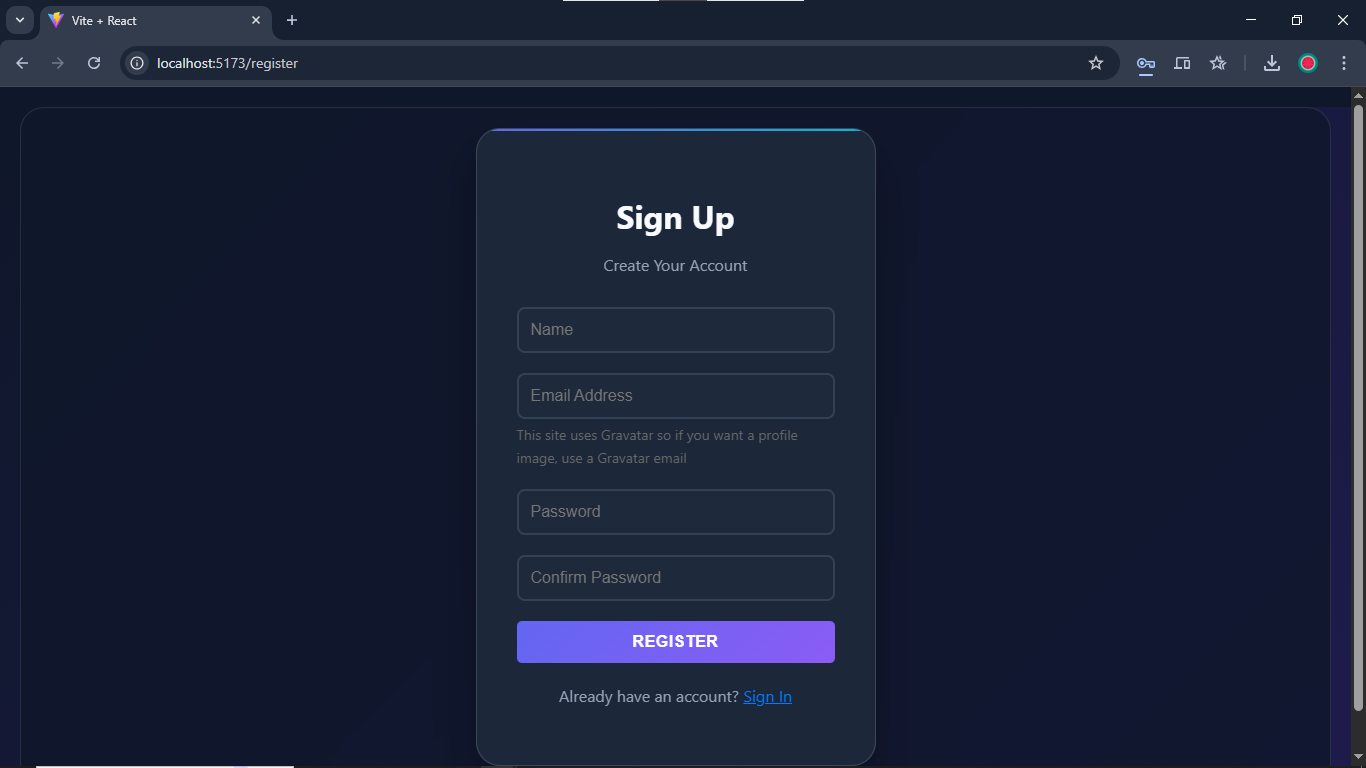 Vite + React
localhost:5173/register
Sign Up
Create Your Account
Name
Email Address
This site uses Gravatar so if you want a profile
image, use a Gravatar email
Password
Confirm Password
REGISTER
Already have an account? Sign In